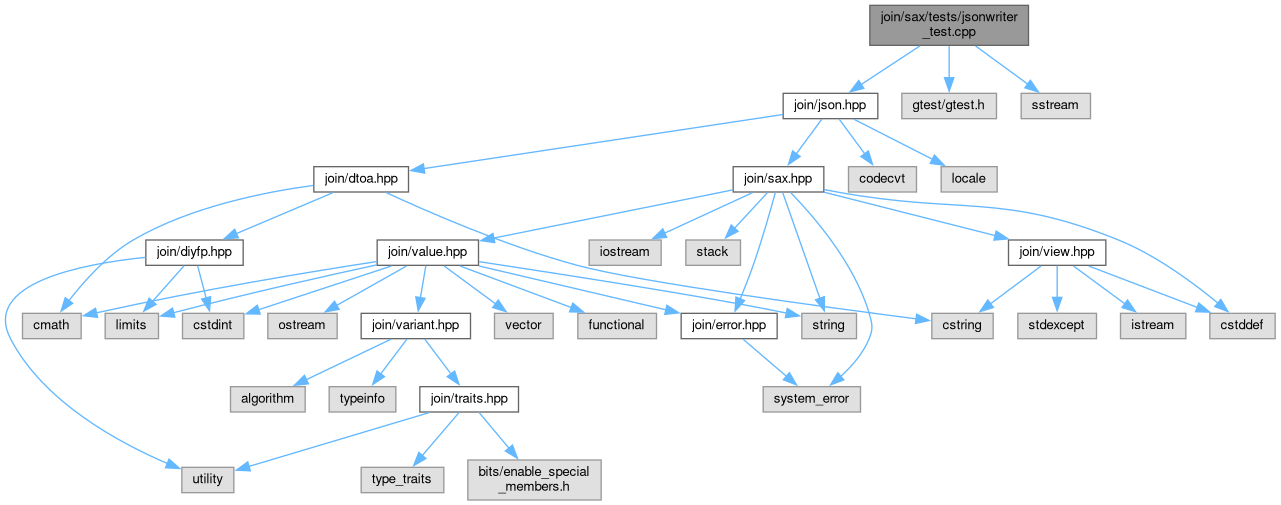 join/sax/tests/jsonwriter
_test.cpp
join/json.hpp
gtest/gtest.h
sstream
join/dtoa.hpp
join/sax.hpp
codecvt
locale
join/diyfp.hpp
join/value.hpp
iostream
stack
join/view.hpp
cmath
limits
cstdint
ostream
join/variant.hpp
vector
functional
join/error.hpp
string
cstring
stdexcept
istream
cstddef
algorithm
typeinfo
join/traits.hpp
system_error
utility
type_traits
bits/enable_special
_members.h